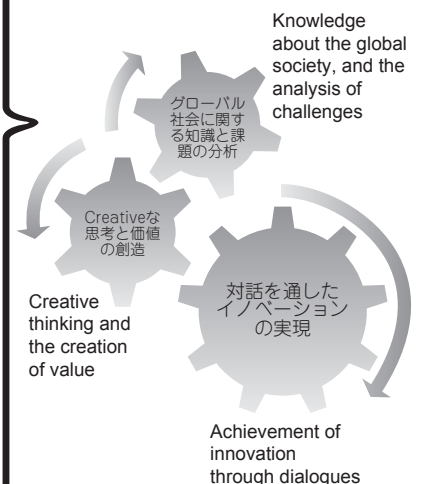 Knowledge
about the global
society, and the
analysis of
challenges
グローバル
社会に関す
る知識と課
題の分析
Creativeな
思考と価値
の創造
Creative
thinking and
the creation
of value
対話を通した
イノベーション
の実現
Achievement of
innovation
through dialogues